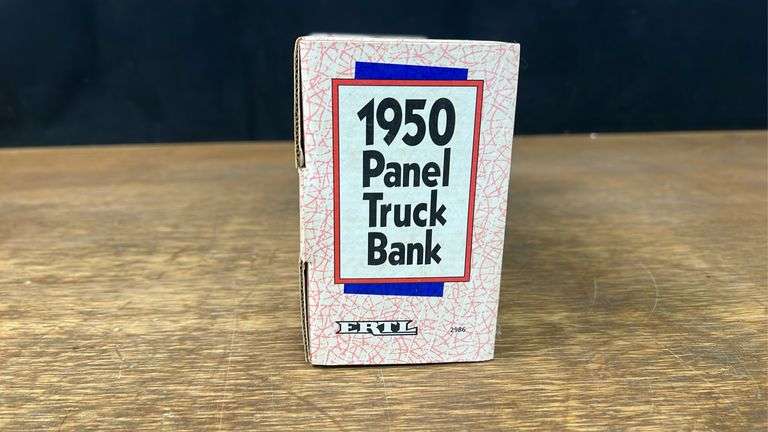 1950
Panel
Truck
Bank
ERTL
2986